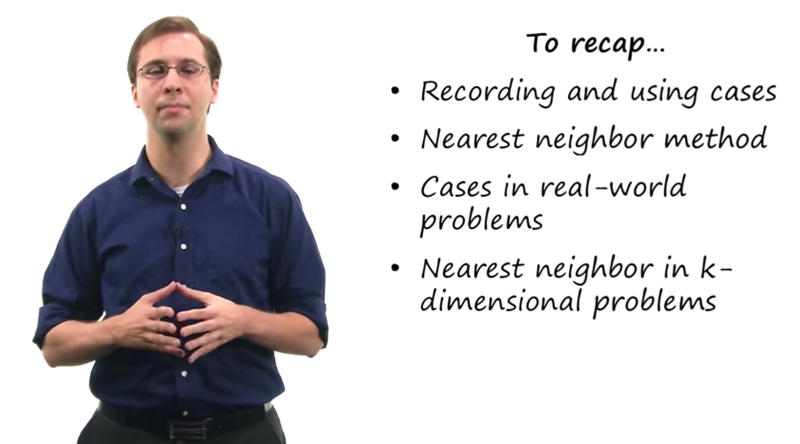 To recap...
• Recording and using cases
• Nearest neighbor method
• Cases in real-world
problems
• Nearest neighbor in k-
dimensional problems